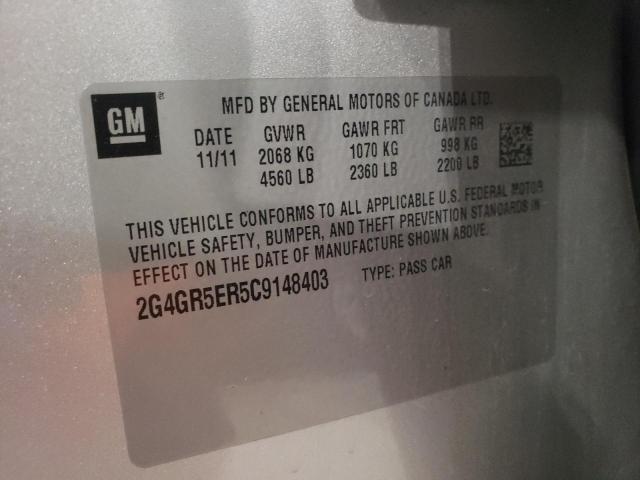 GM
MFD BY GENERAL MOTORS OF CANADA LTD.
DATE GVWR GAWR FRT GAWR RR
11/11 2068 KG 1070 KG 998 KG
4560 LB 2360 LB 2200 LB
THIS VEHICLE CONFORMS TO ALL APPLICABLE U.S. FEDERAL MOTOR
VEHICLE SAFETY, BUMPER, AND THEFT PREVENTION STANDARDS IN
EFFECT ON THE DATE OF MANUFACTURE SHOWN ABOVE.
2G4GR5ER5C9148403 TYPE: PASS CAR